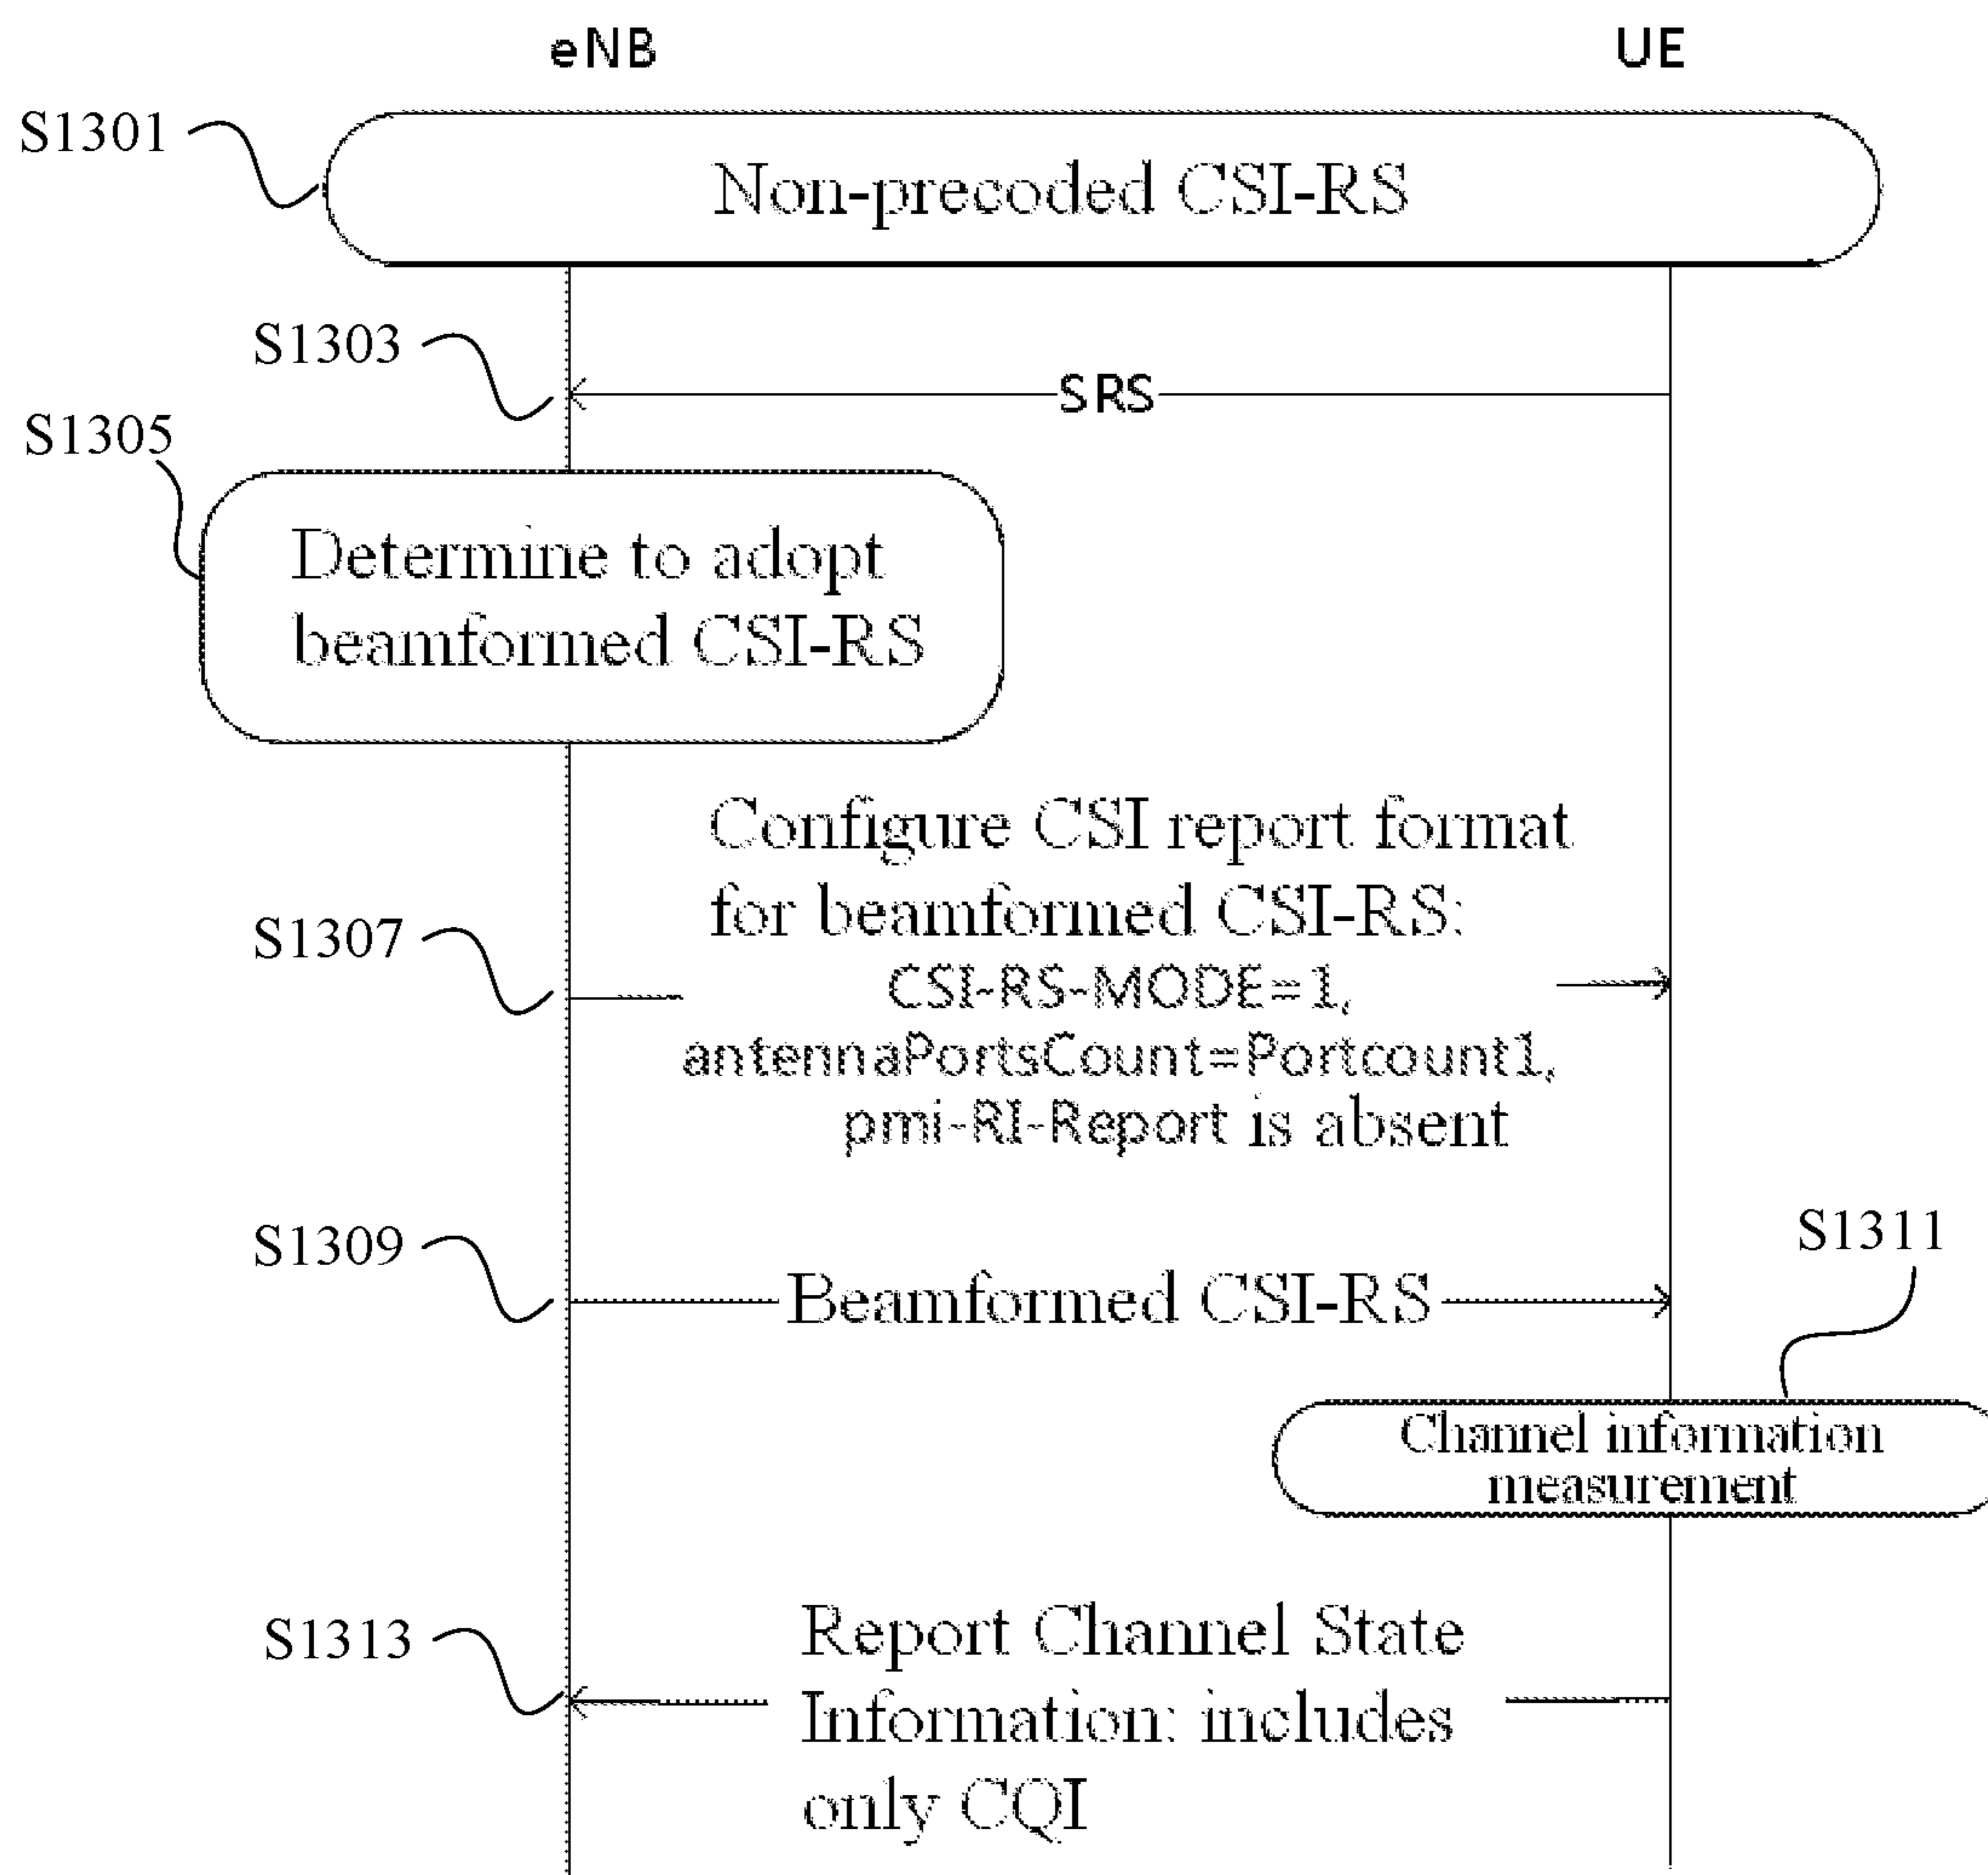 eNB
UE
S1301
Non-precoded CSI-RS
S1303
SRS
S1305
Determine to adopt
beamformed CSI-RS
Configure CSI report format
for beamformed CSI-RS:
S1307
CSI-RS-MODE=1,
antennaPortsCount=Portcount1,
pmi-RI-Report is absent
S1309
Beamformed CSI-RS
S1311
Channel information
measurement
S1313
Report Channel State
Information: includes
only CQI